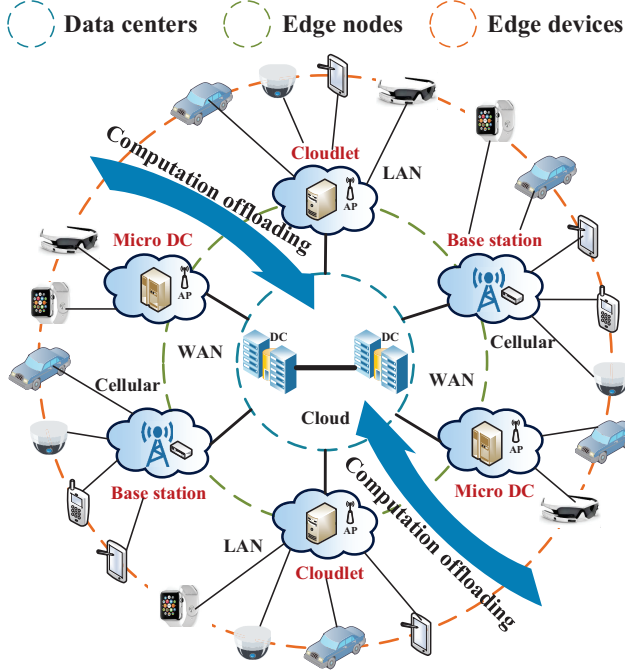 Data centers
Edge nodes
Edge devices
Computation offloading
Cloudlet
LAN
AP
Micro DC
AP
Base station
Cellular
WAN
DC
DC
WAN
Cloud
Cellular
Base station
AP
Micro DC
LAN
AP
Cloudlet
Computation offloading